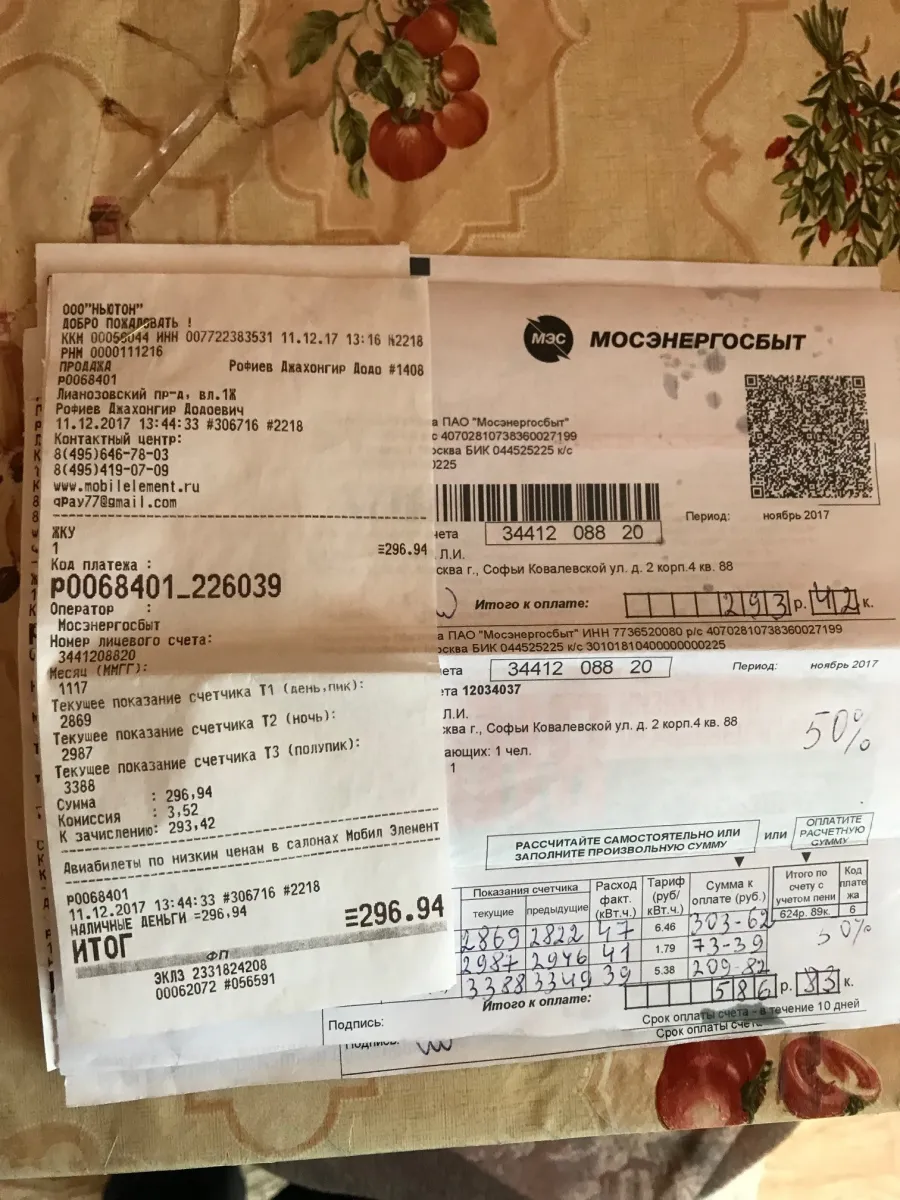 ООО"НЬЮТОН"
ДОБРО ПОЖАЛОВАТЬ !
ККМ 00056044 ИНН 007722383531 11.12.17 13:16 №2218
РНМ 0000111216
ПРОДАЖА Рофиев Джахонгир Додо #1408
P0068401
Лианозовский пр-д, вл.1Ж
Рофиев Джахонгир Додоевич
11.12.2017 13:44:33 #306716 #2218
Контактный центр:
8(495)646-78-03
8(495)419-07-09
www.mobilelement.ru
qPay77@gmail.com
ЖКУ
1 ≡296.94
Код платежа :
P0068401_226039
Оператор :
Мосэнергосбыт
Номер лицевого счета:
3441208820
Месяц (ММГГ):
1117
Текущее показание счетчика Т1 (день,пик):
2869
Текущее показание счетчика Т2 (ночь):
2987
Текущее показание счетчика Т3 (полупик):
3388
Сумма : 296,94
Комиссия : 3,52
К зачислению: 293,42
Авиабилеты по низким ценам в салонах Мобил Элемент
P0068401
11.12.2017 13:44:33 #306716 #2218
НАЛИЧНЫЕ ДЕНЬГИ =296,94
ИТОГ ≡296.94
ФП
ЭКЛЗ 2331824208
00062072 #056591
МЭС МОСЭНЕРГОСБЫТ
ПАО "Мосэнергосбыт"
с 40702810738360027199
осква БИК 044525225 к/с
0225
чета 34412 088 20 Период: ноябрь 2017
Л.И.
сква г., Софьи Ковалевской ул. д. 2 корп.4 кв. 88
Итого к оплате: 293 р. 42 к.
ПАО "Мосэнергосбыт" ИНН 7736520080 р/с 40702810738360027199
осква БИК 044525225 к/с 30101810400000000225
ета 34412 088 20 Период: ноябрь 2017
ета 12034037
Л.И.
ква г., Софьи Ковалевской ул. д. 2 корп.4 кв. 88
50%
ающих: 1 чел.
1
РАССЧИТАЙТЕ САМОСТОЯТЕЛЬНО ИЛИ ЗАПОЛНИТЕ ПРОИЗВОЛЬНУЮ СУММУ
или
ОПЛАТИТЕ РАСЧЕТНУЮ СУММУ
Показания счетчика Расход факт. (кВт.ч.) Тариф (руб/кВт.ч.) Сумма к оплате (руб.) Итого по счету с учетом пени Код плате жа
текущие предыдущие 624р. 89к. 6
2869 2822 47 6.46 303-62
2987 2946 41 1.79 73-39
50%
3388 3349 39 5.38 209-82
Итого к оплате: 586 р. 83 к.
Срок оплаты счета - в течение 10 дней
Подпись:
Срок оплаты счета
Подпись: